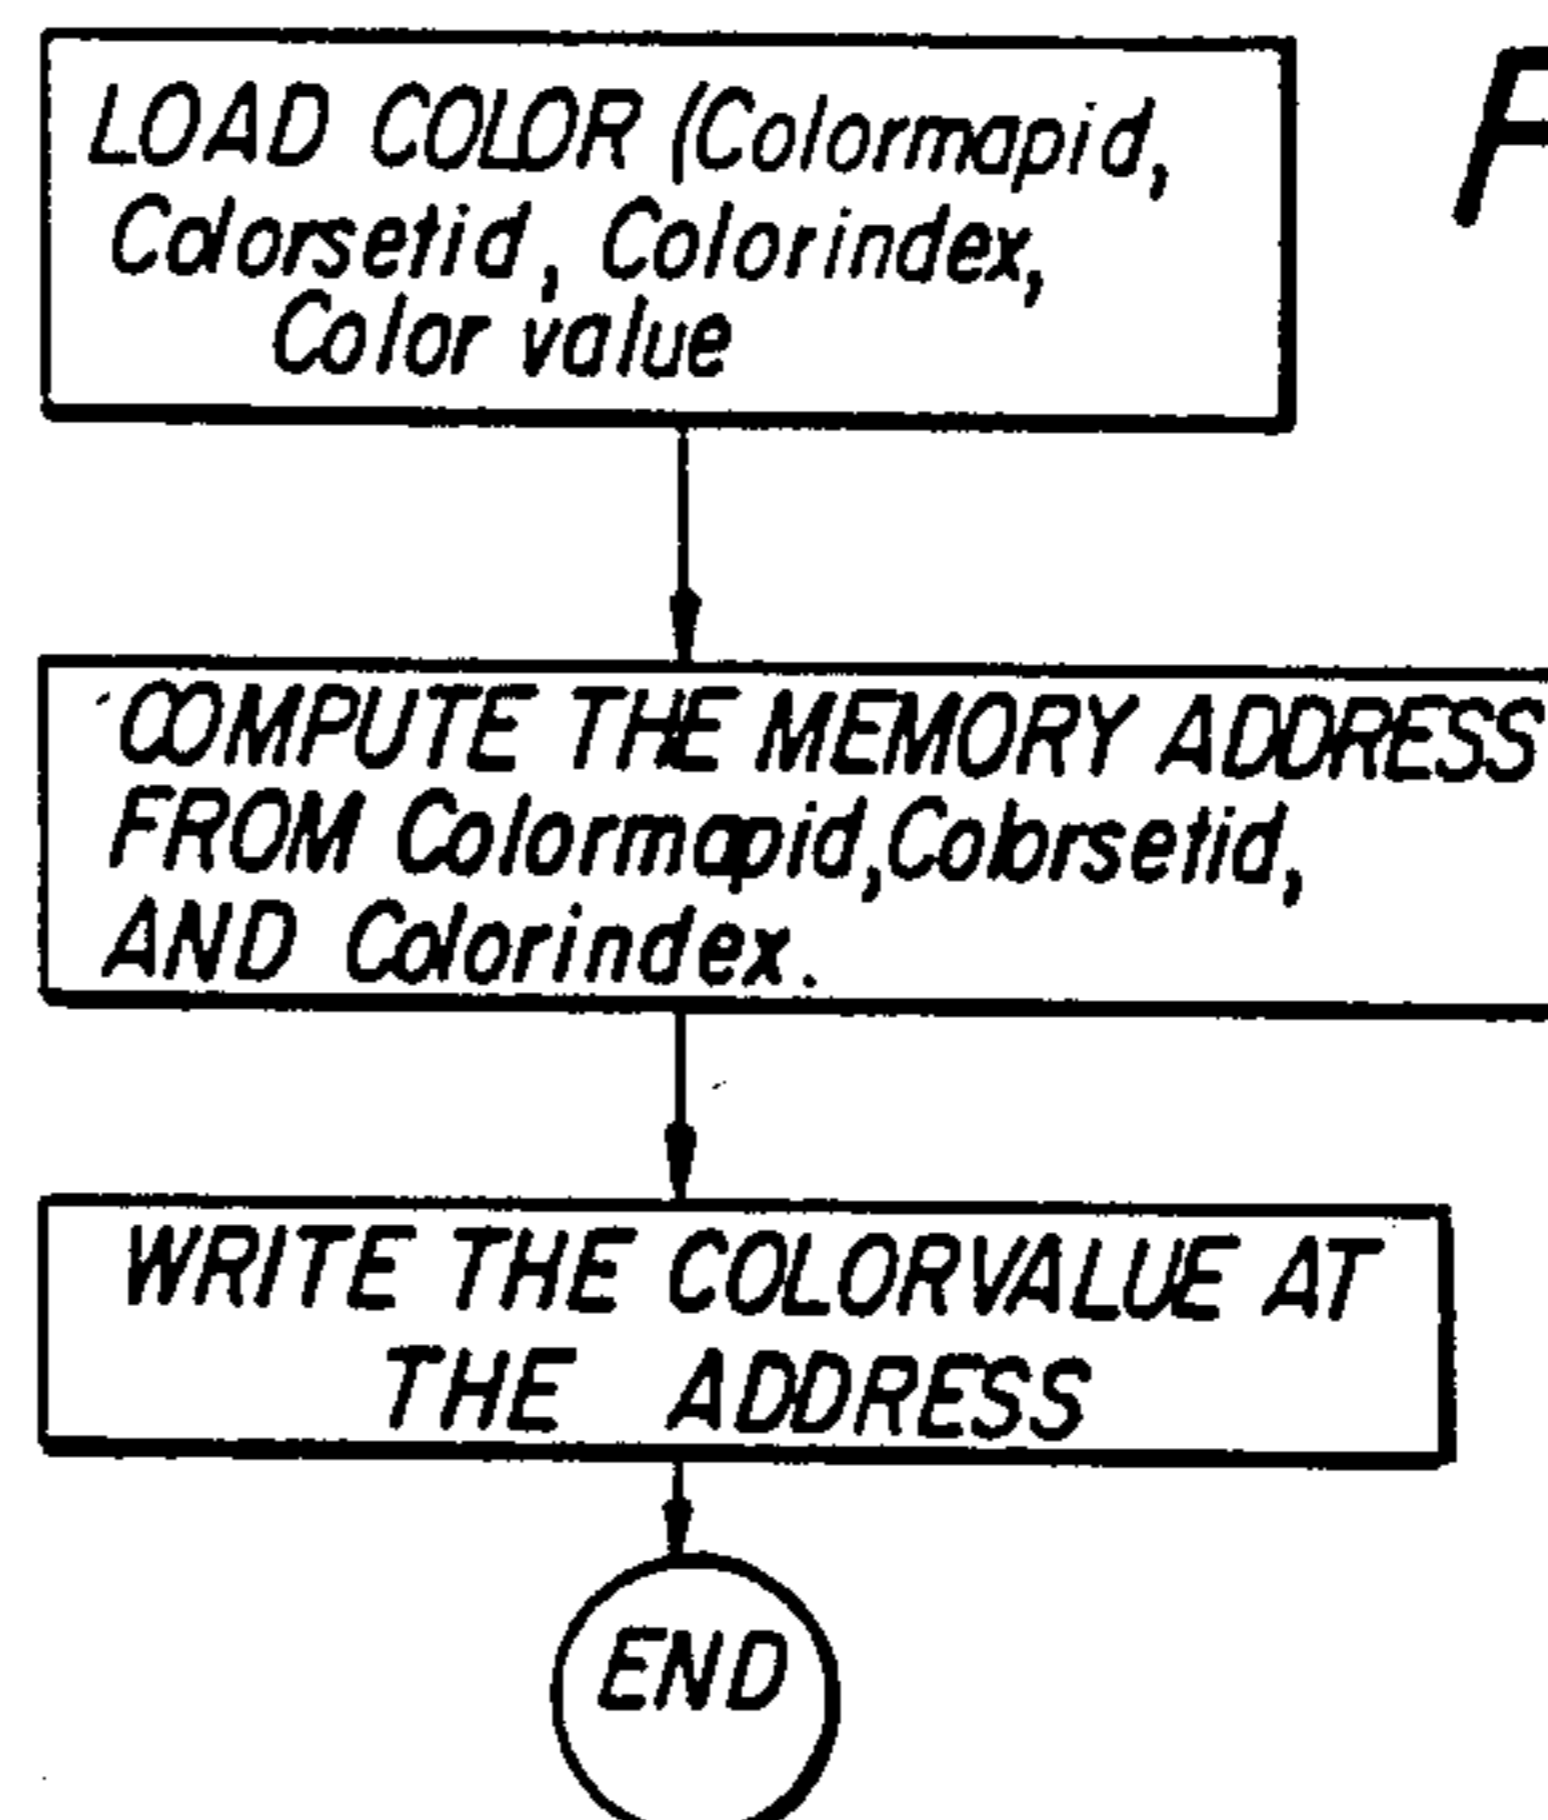 LOAD COLOR (Colormapid,
Colorsetid, Colorindex,
Color value
COMPUTE THE MEMORY ADDRESS
FROM Colormapid, Colorsetid,
AND Colorindex.
WRITE THE COLORVALUE AT
THE ADDRESS
END